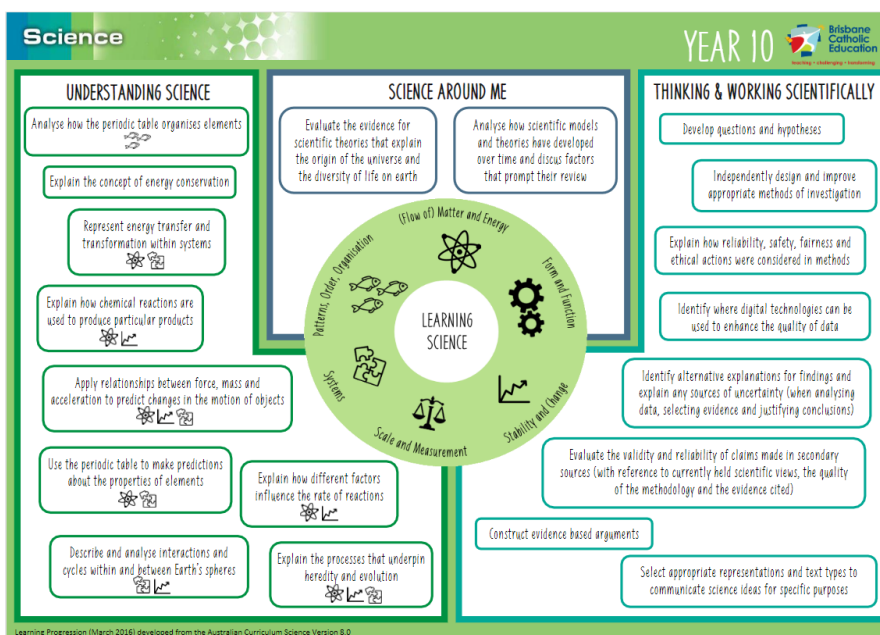 Science
YEAR 10
Brisbane
Catholic
Education
teaching • challenging • transforming
UNDERSTANDING SCIENCE
Analyse how the periodic table organises elements
Explain the concept of energy conservation
Represent energy transfer and
transformation within systems
Explain how chemical reactions are
used to produce particular products
Apply relationships between force, mass and
acceleration to predict changes in the motion of objects
Use the periodic table to make predictions
about the properties of elements
Explain how different factors
influence the rate of reactions
Describe and analyse interactions and
cycles within and between Earth's spheres
Explain the processes that underpin
heredity and evolution
SCIENCE AROUND ME
Evaluate the evidence for
scientific theories that explain
the origin of the universe and
the diversity of life on earth
Analyse how scientific models
and theories have developed
over time and discus factors
that prompt their review
(Flow of) Matter and Energy
Form and Function
Stability and Change
Scale and Measurement
Systems
Patterns, Order, Organisation
LEARNING
SCIENCE
THINKING & WORKING SCIENTIFICALLY
Develop questions and hypotheses
Independently design and improve
appropriate methods of investigation
Explain how reliability, safety, fairness and
ethical actions were considered in methods
Identify where digital technologies can be
used to enhance the quality of data
Identify alternative explanations for findings and
explain any sources of uncertainty (when analysing
data, selecting evidence and justifying conclusions)
Evaluate the validity and reliability of claims made in secondary
sources (with reference to currently held scientific views, the quality
of the methodology and the evidence cited)
Construct evidence based arguments
Select appropriate representations and text types to
communicate science ideas for specific purposes
Learning Progression (March 2016) developed from the Australian Curriculum Science Version 8.0